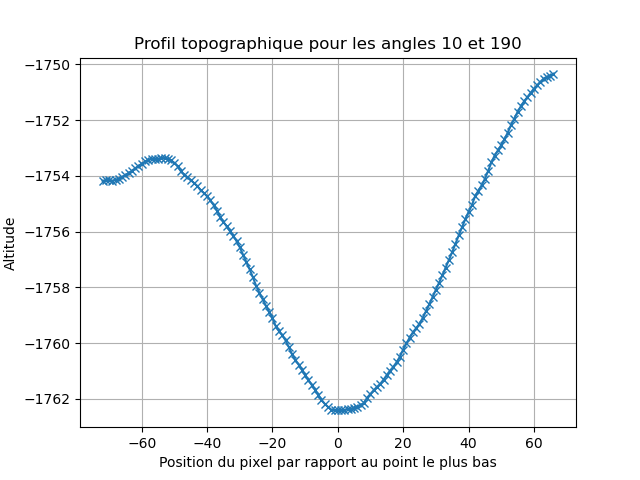 Profil topographique pour les angles 10 et 190
−1750
−1752
−1754
−1756
−1758
−1760
−1762
Altitude
−60 −40 −20 0 20 40 60
Position du pixel par rapport au point le plus bas